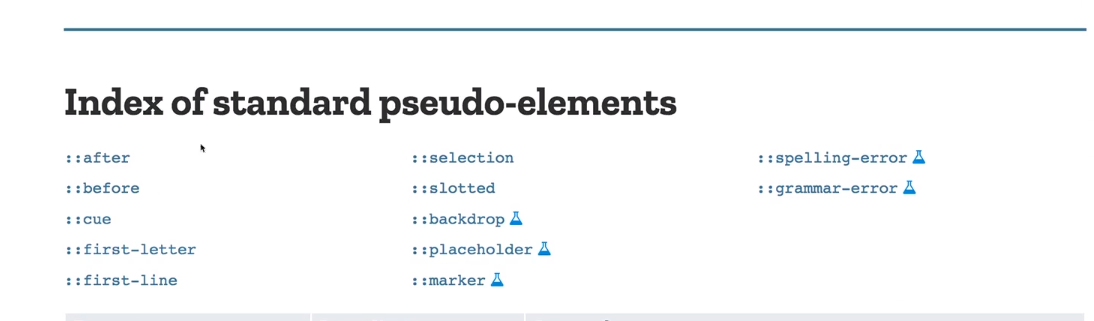 Index of standard pseudo-elements
::after
::before
::cue
::first-letter
::first-line
::selection
::slotted
::backdrop
::placeholder
::marker
::spelling-error
::grammar-error